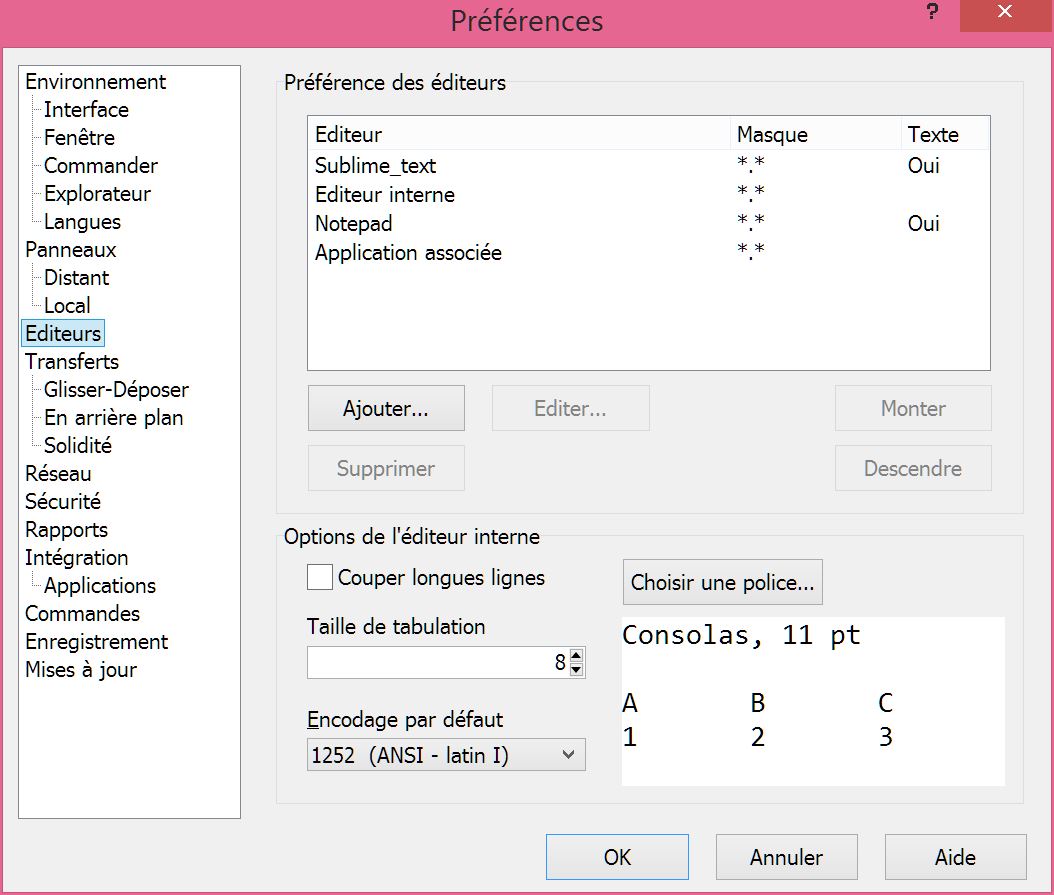 Préférences
?
Environnement
Interface
Fenêtre
Commander
Explorateur
Langues
Panneaux
Distant
Local
Editeurs
Transferts
Glisser-Déposer
En arrière plan
Solidité
Réseau
Sécurité
Rapports
Intégration
Applications
Commandes
Enregistrement
Mises à jour
Préférence des éditeurs
Editeur Masque Texte
Sublime_text *.* Oui
Editeur interne *.*
Notepad *.* Oui
Application associée *.*
Ajouter... Editer... Monter
Supprimer Descendre
Options de l'éditeur interne
Couper longues lignes
Taille de tabulation
8
Encodage par défaut
1252 (ANSI - latin I)
Choisir une police...
Consolas, 11 pt
A B C
1 2 3
OK Annuler Aide